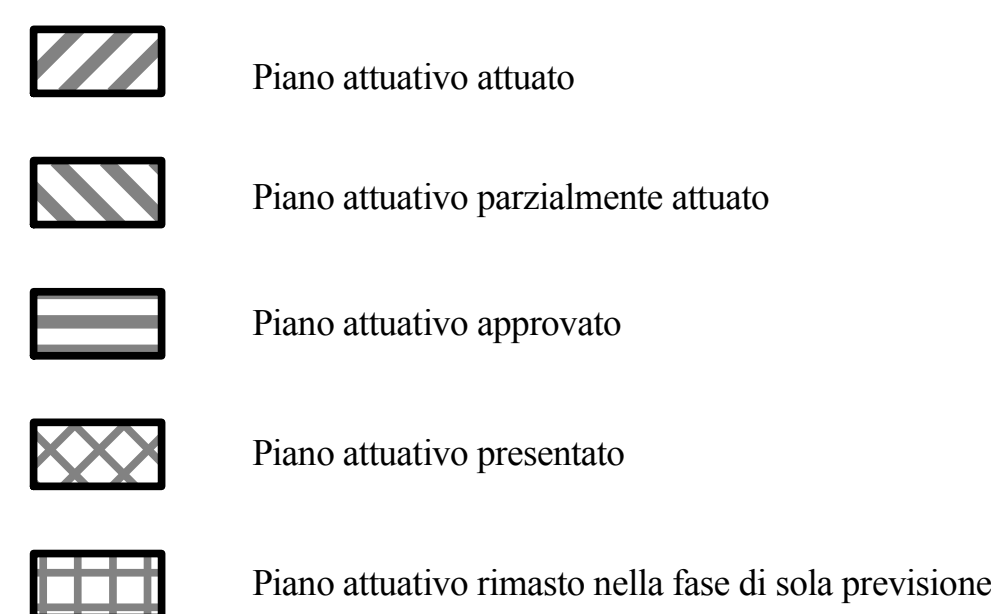 Piano attuativo attuato
Piano attuativo parzialmente attuato
Piano attuativo approvato
Piano attuativo presentato
Piano attuativo rimasto nella fase di sola previsione